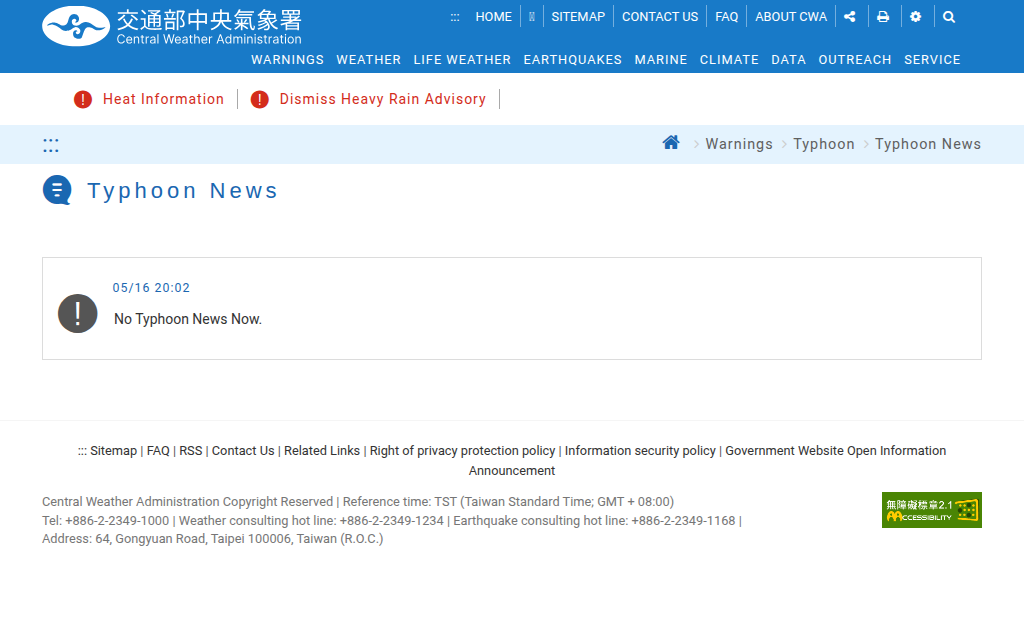 交通部中央氣象署
Central Weather Administration
::: HOME SITEMAP CONTACT US FAQ ABOUT CWA
WARNINGS WEATHER LIFE WEATHER EARTHQUAKES MARINE CLIMATE DATA OUTREACH SERVICE
Heat Information
Dismiss Heavy Rain Advisory
::: Warnings Typhoon Typhoon News
Typhoon News
05/16 20:02
No Typhoon News Now.
::: Sitemap | FAQ | RSS | Contact Us | Related Links | Right of privacy protection policy | Information security policy | Government Website Open Information
Announcement
Central Weather Administration Copyright Reserved | Reference time: TST (Taiwan Standard Time; GMT + 08:00)
Tel: +886-2-2349-1000 | Weather consulting hot line: +886-2-2349-1234 | Earthquake consulting hot line: +886-2-2349-1168 |
Address: 64, Gongyuan Road, Taipei 100006, Taiwan (R.O.C.)
無障礙標章2.1
AACCESSIBILITY